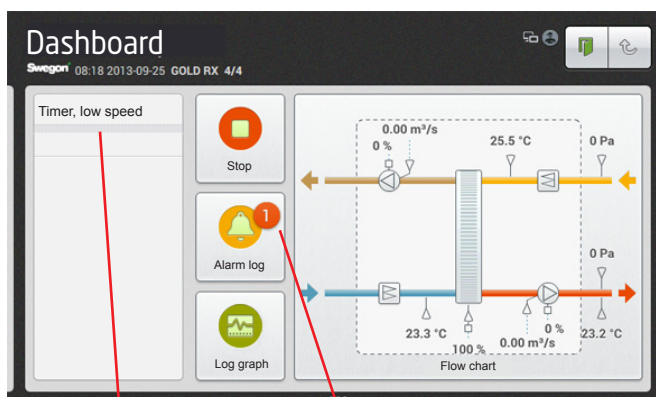 Dashboard
Swegon 08:18 2013-09-25 GOLD RX 4/4
Timer, low speed
Stop
1
Alarm log
Log graph
0.00 m³/s
0 %
25.5 °C
0 Pa
0 Pa
23.3 °C
100 %
0.00 m³/s
0 %
23.2 °C
Flow chart